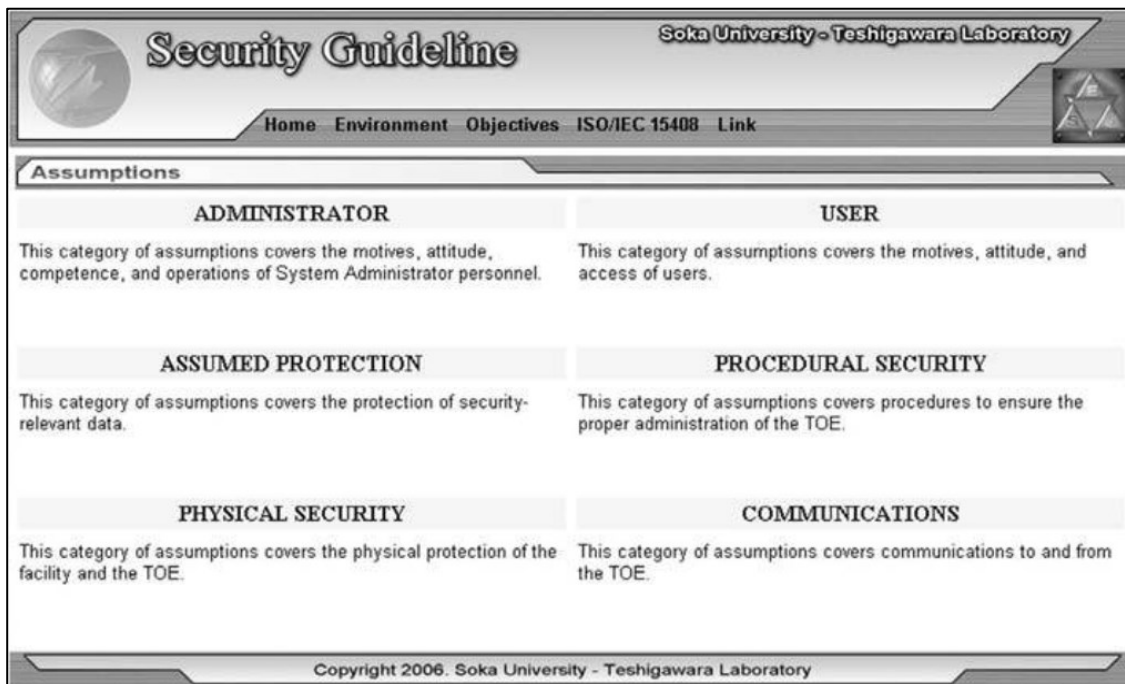 Security Guideline
Soka University - Teshigawara Laboratory
E
Home Environment Objectives ISO/IEC 15408 Link
Assumptions
ADMINISTRATOR
This category of assumptions covers the motives, attitude,
competence, and operations of System Administrator personnel.
USER
This category of assumptions covers the motives, attitude, and
access of users.
ASSUMED PROTECTION
This category of assumptions covers the protection of security-
relevant data.
PROCEDURAL SECURITY
This category of assumptions covers procedures to ensure the
proper administration of the TOE.
PHYSICAL SECURITY
This category of assumptions covers the physical protection of the
facility and the TOE.
COMMUNICATIONS
This category of assumptions covers communications to and from
the TOE.
Copyright 2006. Soka University - Teshigawara Laboratory